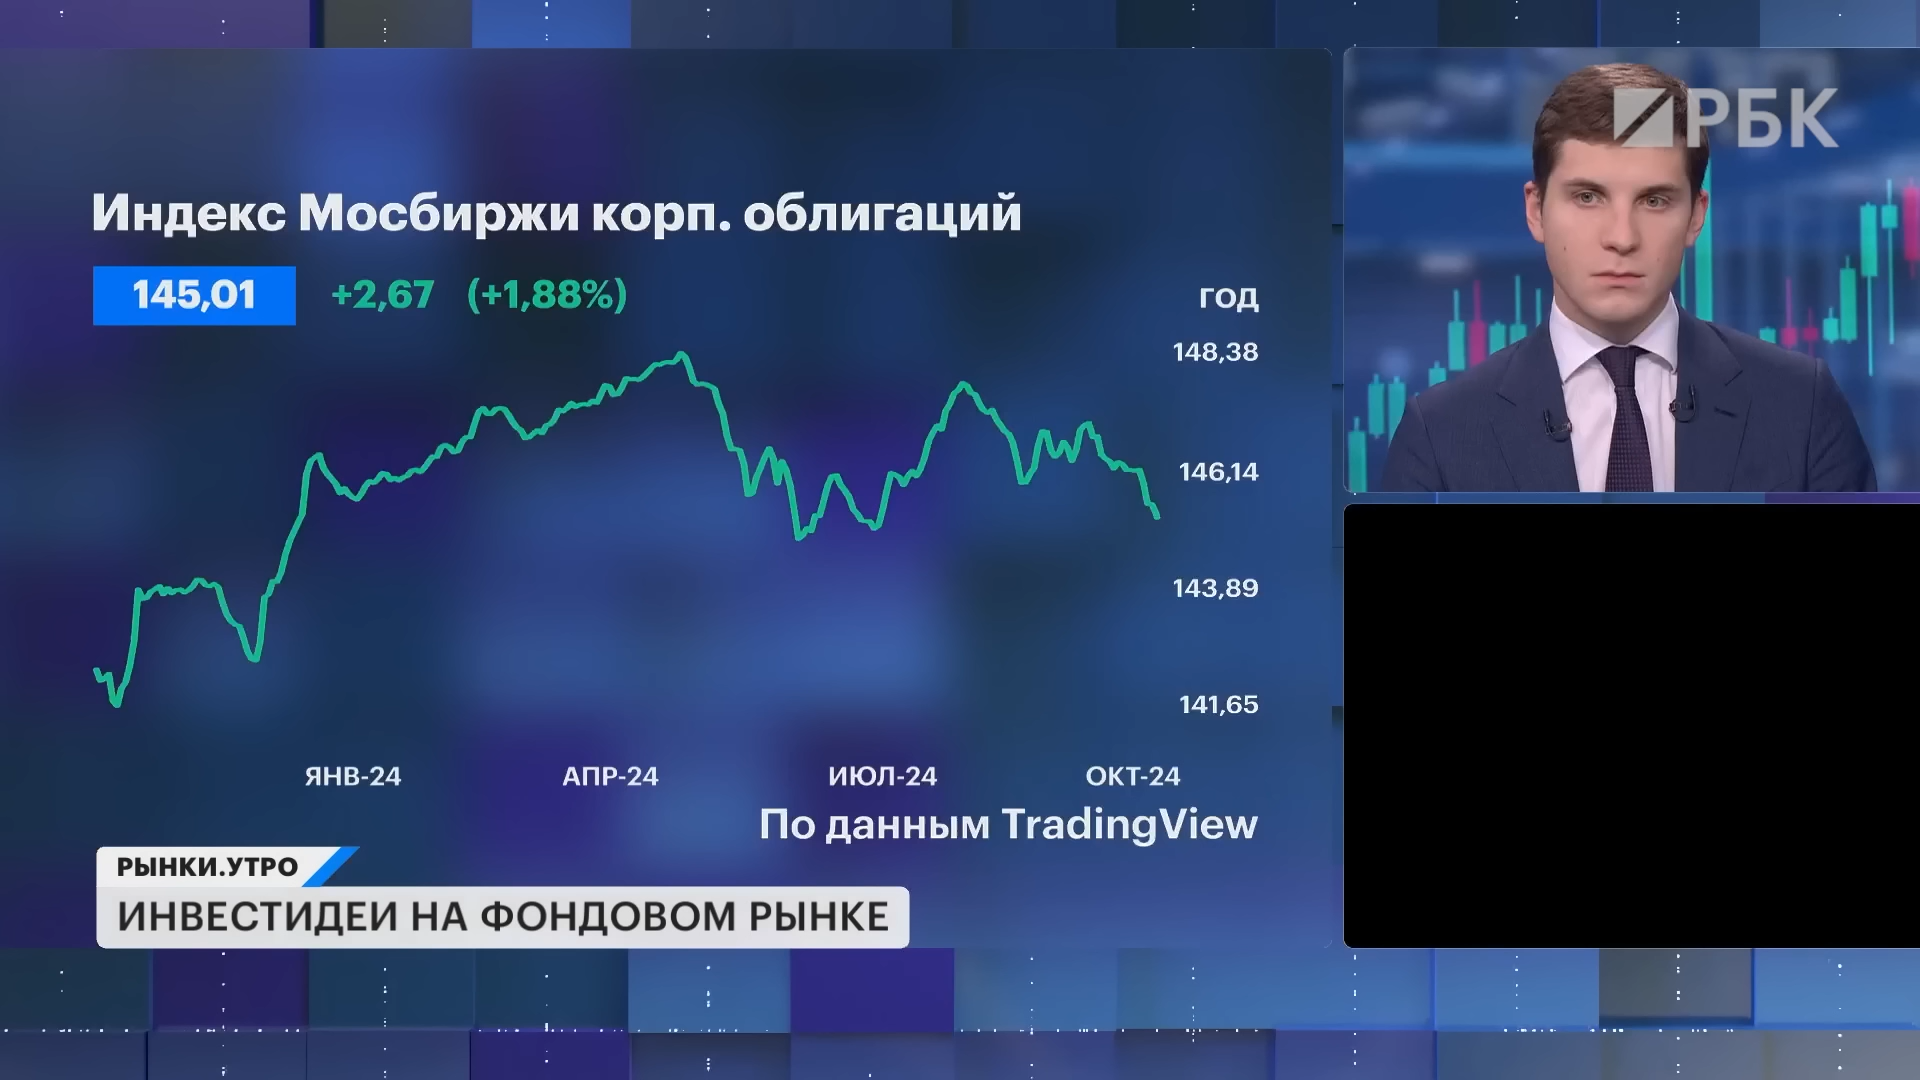 РБК
Индекс Мосбиржи корп. облигаций
145,01 +2,67 (+1,88%)
ГОД
148,38
146,14
143,89
141,65
ЯНВ-24 АПР-24 ИЮЛ-24 ОКТ-24
По данным TradingView
РЫНКИ.УТРО
ИНВЕСТИДЕИ НА ФОНДОВОМ РЫНКЕ